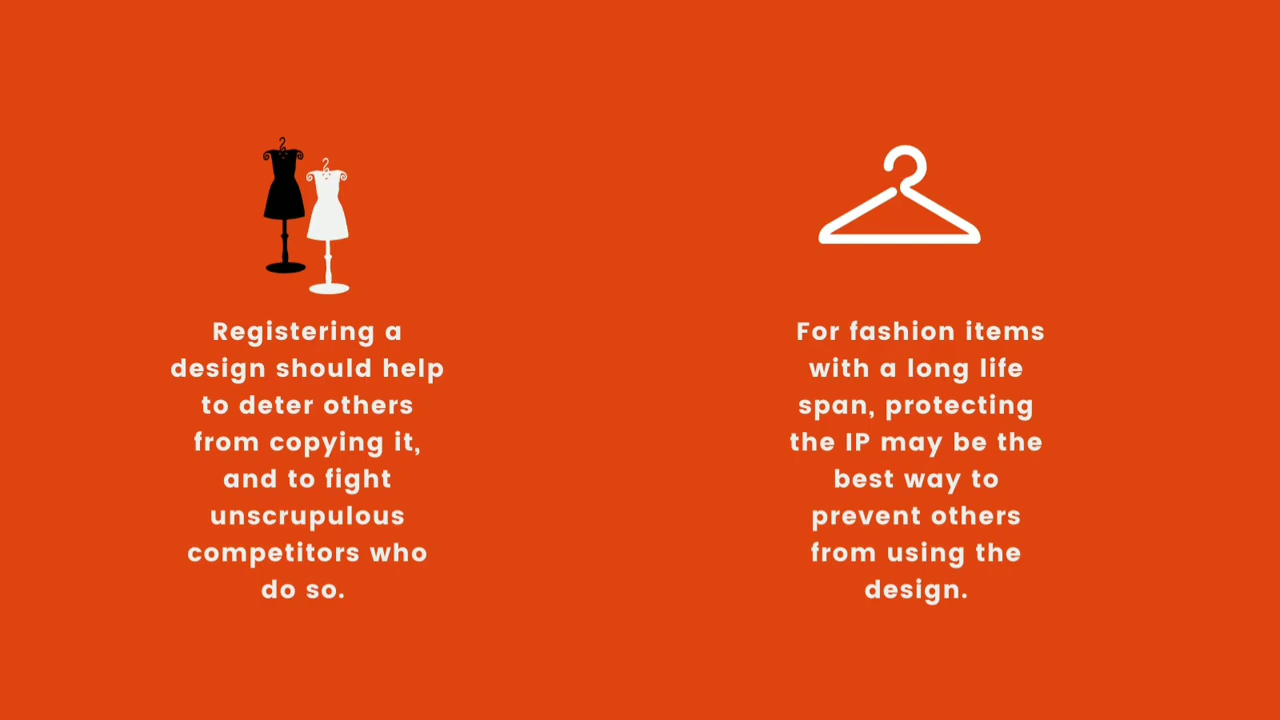 Registering a
design should help
to deter others
from copying it,
and to fight
unscrupulous
competitors who
do so.
For fashion items
with a long life
span, protecting
the IP may be the
best way to
prevent others
from using the
design.